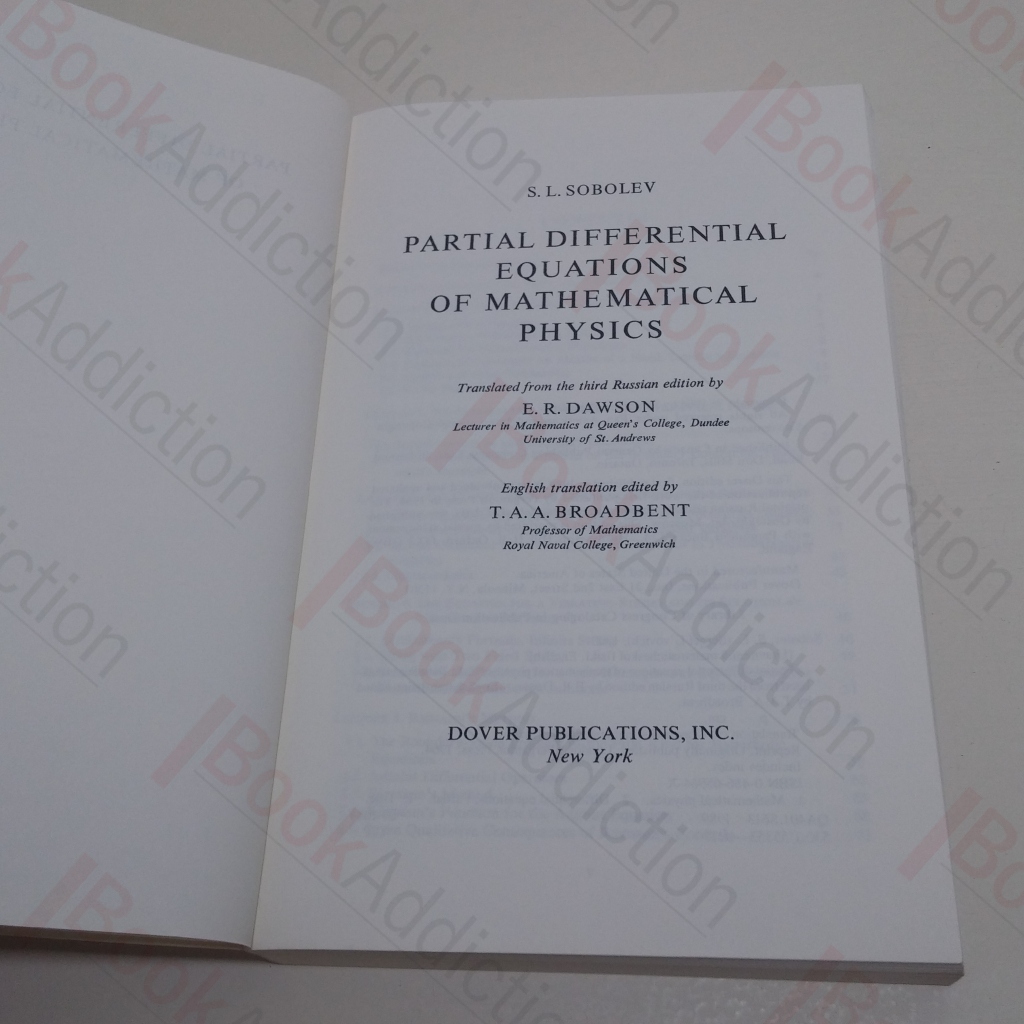 S. L. SOBOLEV
PARTIAL DIFFERENTIAL
EQUATIONS
OF MATHEMATICAL
PHYSICS
Translated from the third Russian edition by
E. R. DAWSON
Lecturer in Mathematics at Queen's College, Dundee
University of St. Andrews
English translation edited by
T. A. A. BROADBENT
Professor of Mathematics
Royal Naval College, Greenwich
DOVER PUBLICATIONS, INC.
New York
BookAddiction